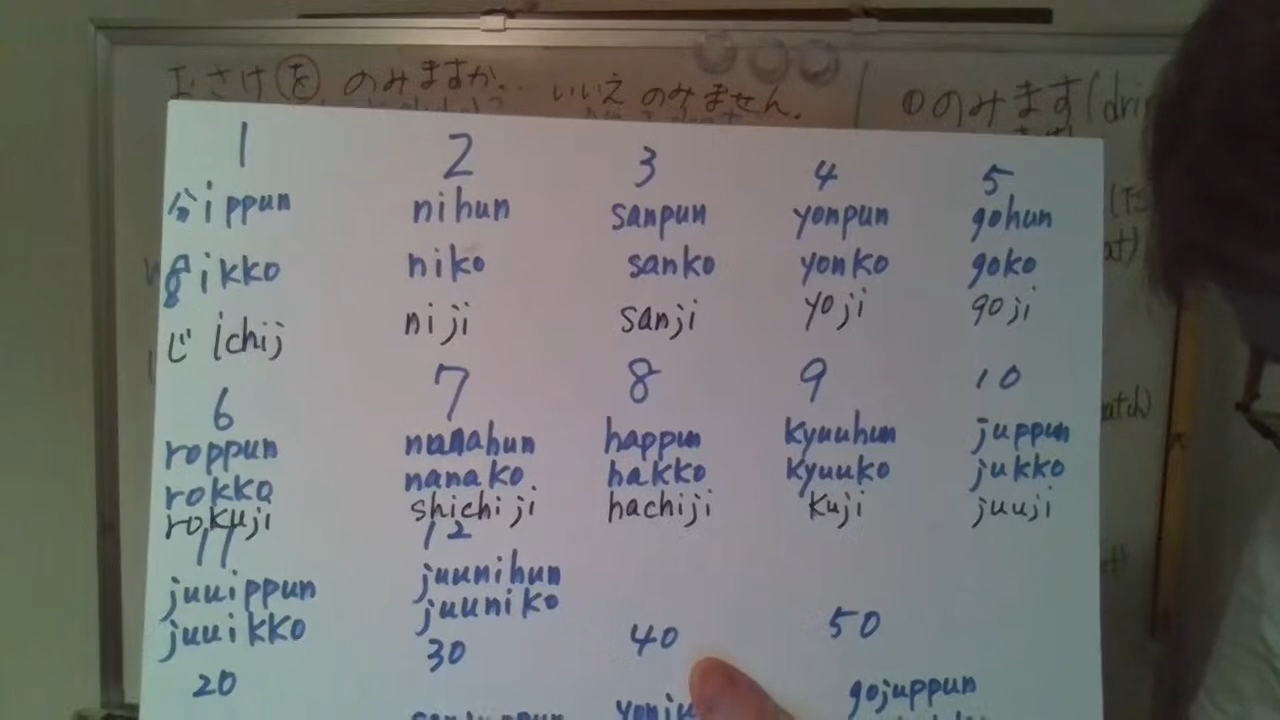 おさけを のみますか. いいえ のみません. ①のみます(drin
1 2 3 4 5
分 ippun nihun sanpun yonpun gohun
ikko niko sanko yonko goko
じ ichij niji sanji yoji goji
6 7 8 9 10
roppun nanahun happun kyuuhun juppun
rokko nanako hakko kyuuko jukko
rokuji shichiji hachiji kuji juuji
11 12
juuippun juunihun
juuikko juuniko
20 30 40 50
gojuppun